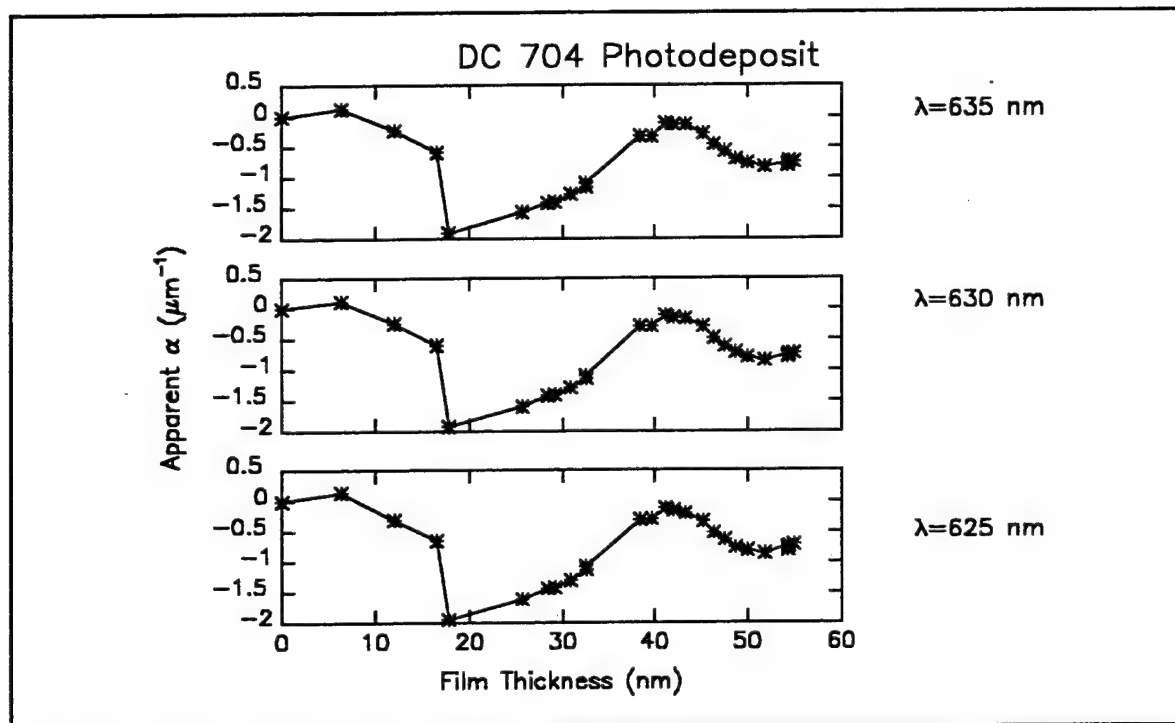 DC 704 Photodeposit
0.5
0
−0.5
−1
−1.5
−2
λ=635 nm
0.5
0
−0.5
−1
−1.5
−2
λ=630 nm
0.5
0
−0.5
−1
−1.5
−2
λ=625 nm
0 10 20 30 40 50 60
Film Thickness (nm)
Apparent α (μm⁻¹)